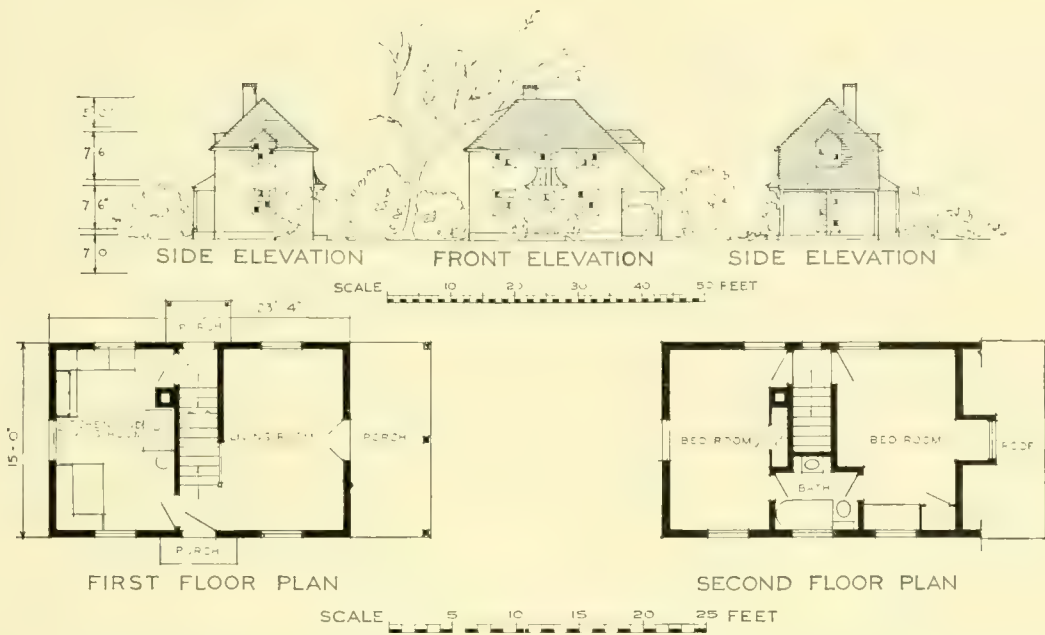 7' 6"
7' 6"
7' 0"
SIDE ELEVATION
FRONT ELEVATION
SIDE ELEVATION
SCALE 10 20 30 40 50 FEET
23'-4"
PORCH
15'-0"
LIVING ROOM
PORCH
PORCH
FIRST FLOOR PLAN
BED ROOM
BED ROOM
BATH
ROOF
SECOND FLOOR PLAN
SCALE 5 10 15 20 25 FEET